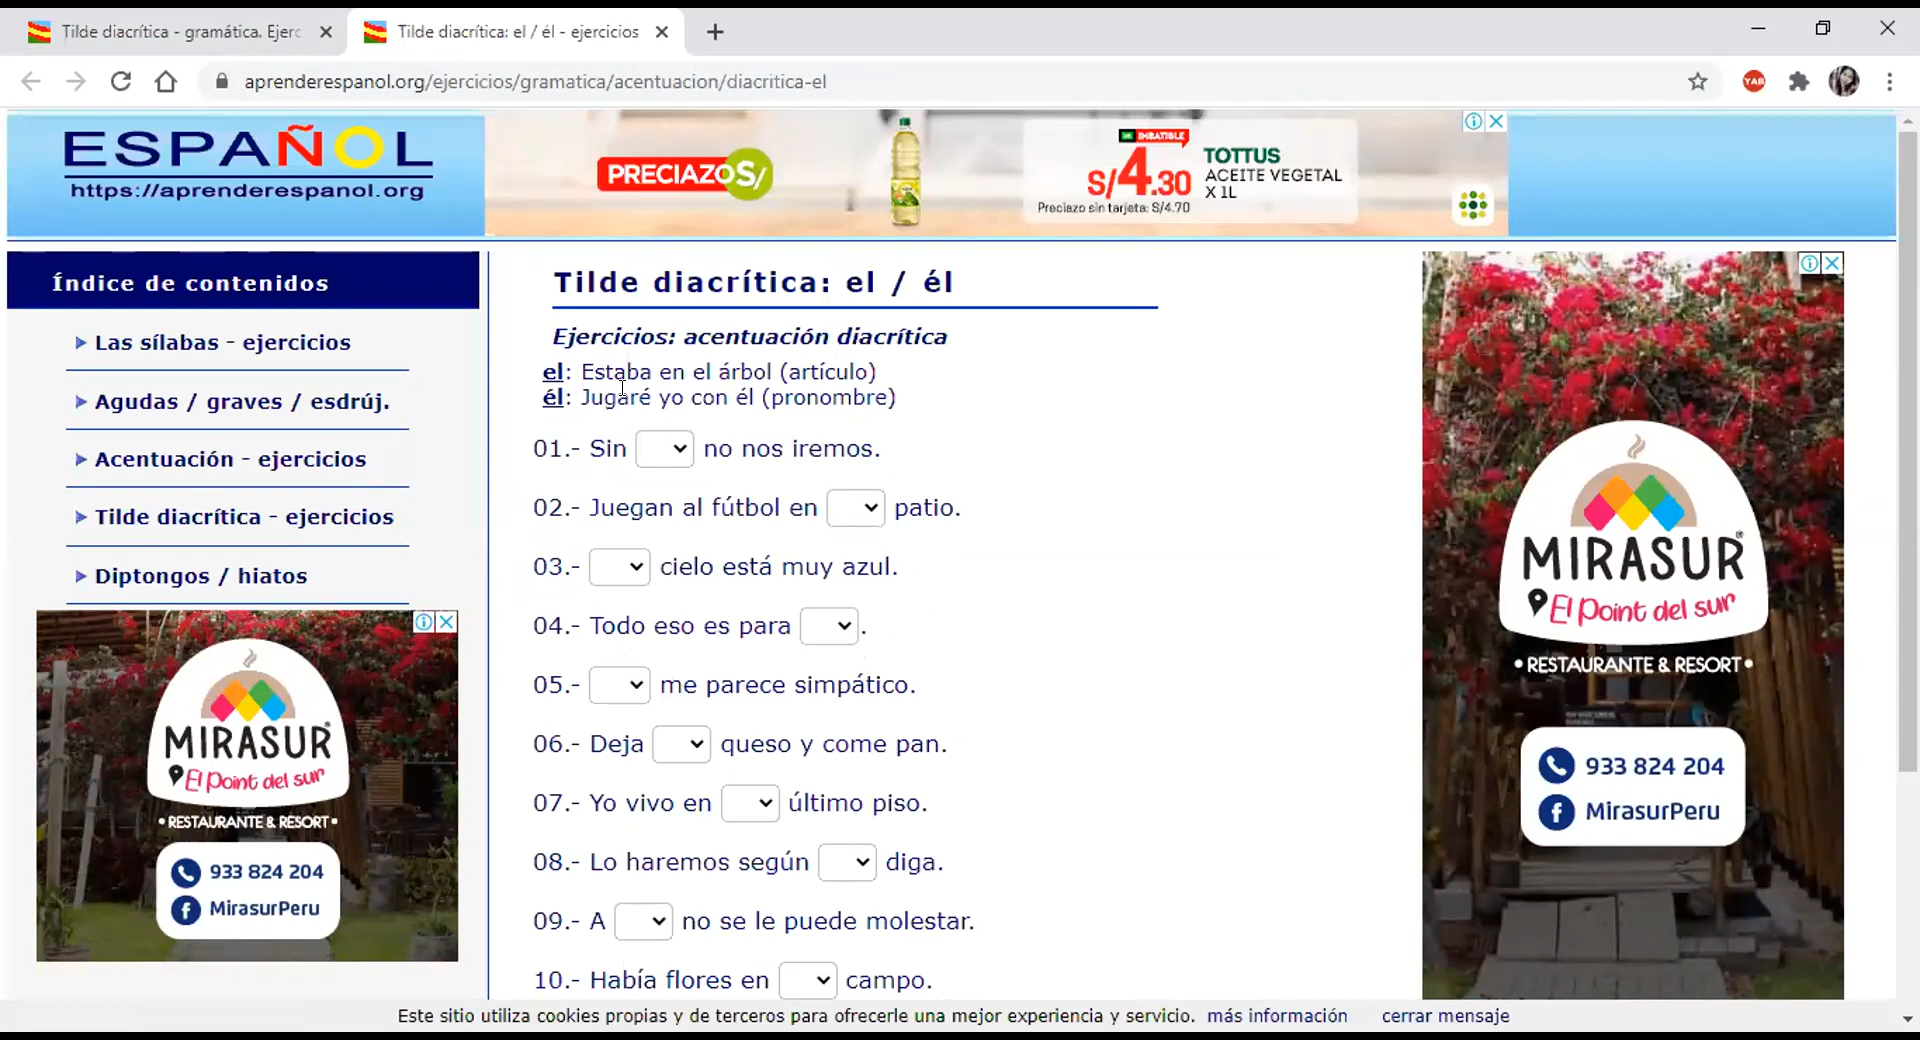 Tilde diacrítica - gramática. Ejerc
Tilde diacrítica: el / él - ejercicios
aprenderespanol.org/ejercicios/gramatica/acentuacion/diacritica-el
YAB
ESPAÑOL
https://aprenderespanol.org
PRECIAZOS/
IMBATIBLE
S/4.30
TOTTUS
ACEITE VEGETAL
X 1L
Preciazo sin tarjeta: S/4.70
Índice de contenidos
Las sílabas - ejercicios
Agudas / graves / esdrúj.
Acentuación - ejercicios
Tilde diacrítica - ejercicios
Diptongos / hiatos
MIRASUR
El Point del sur
• RESTAURANTE & RESORT •
933 824 204
MirasurPeru
Tilde diacrítica: el / él
Ejercicios: acentuación diacrítica
el: Estaba en el árbol (artículo)
él: Jugaré yo con él (pronombre)
01.- Sin no nos iremos.
02.- Juegan al fútbol en patio.
03.- cielo está muy azul.
04.- Todo eso es para .
05.- me parece simpático.
06.- Deja queso y come pan.
07.- Yo vivo en último piso.
08.- Lo haremos según diga.
09.- A no se le puede molestar.
10.- Había flores en campo.
MIRASUR
El Point del sur
• RESTAURANTE & RESORT •
933 824 204
MirasurPeru
Este sitio utiliza cookies propias y de terceros para ofrecerle una mejor experiencia y servicio. más información cerrar mensaje